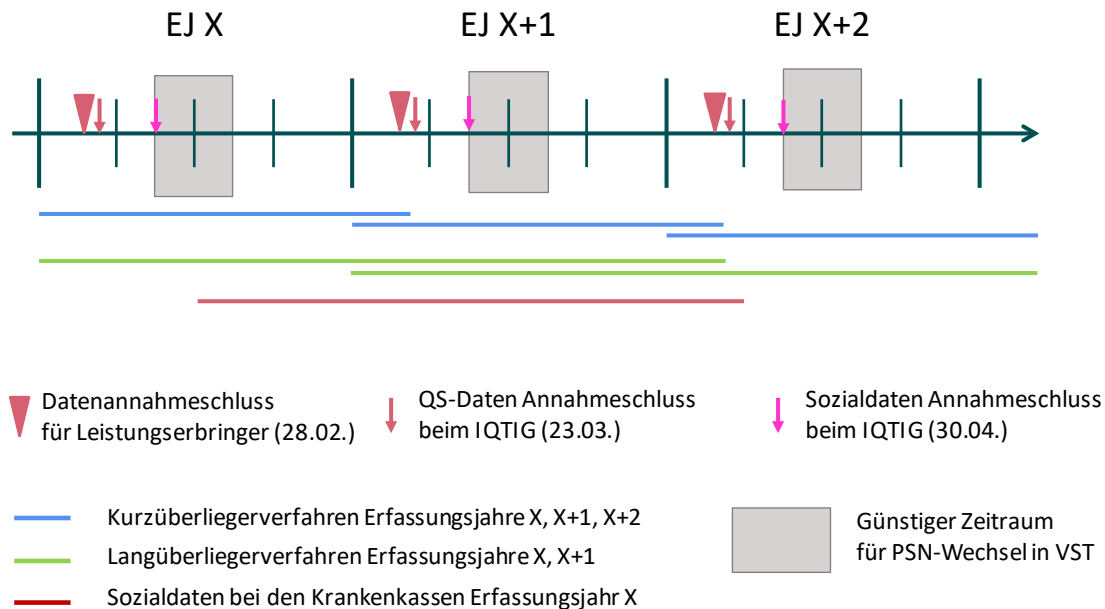 EJ X
EJ X+1
EJ X+2
Datenannahmeschluss
für Leistungserbringer (28.02.)
QS-Daten Annahmeschluss
beim IQTIG (23.03.)
Sozialdaten Annahmeschluss
beim IQTIG (30.04.)
Kurzüberliegerverfahren Erfassungsjahre X, X+1, X+2
Langüberliegerverfahren Erfassungsjahre X, X+1
Sozialdaten bei den Krankenkassen Erfassungsjahr X
Günstiger Zeitraum
für PSN-Wechsel in VST